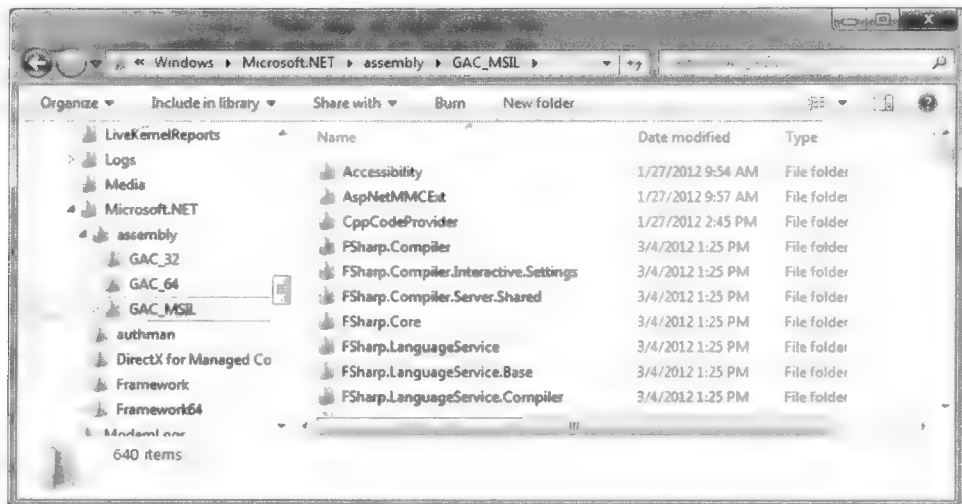 « Windows ▸ Microsoft.NET ▸ assembly ▸ GAC_MSIL ▸
Organize ▾ Include in library ▾ Share with ▾ Burn New folder
LiveKernelReports
Logs
Media
Microsoft.NET
assembly
GAC_32
GAC_64
GAC_MSIL
authman
DirectX for Managed Co
Framework
Framework64
Name Date modified Type
Accessibility 1/27/2012 9:54 AM File folder
AspNetMMCExt 1/27/2012 9:57 AM File folder
CppCodeProvider 1/27/2012 2:45 PM File folder
FSharp.Compiler 3/4/2012 1:25 PM File folder
FSharp.Compiler.Interactive.Settings 3/4/2012 1:25 PM File folder
FSharp.Compiler.Server.Shared 3/4/2012 1:25 PM File folder
FSharp.Core 3/4/2012 1:25 PM File folder
FSharp.LanguageService 3/4/2012 1:25 PM File folder
FSharp.LanguageService.Base 3/4/2012 1:25 PM File folder
FSharp.LanguageService.Compiler 3/4/2012 1:25 PM File folder
640 items